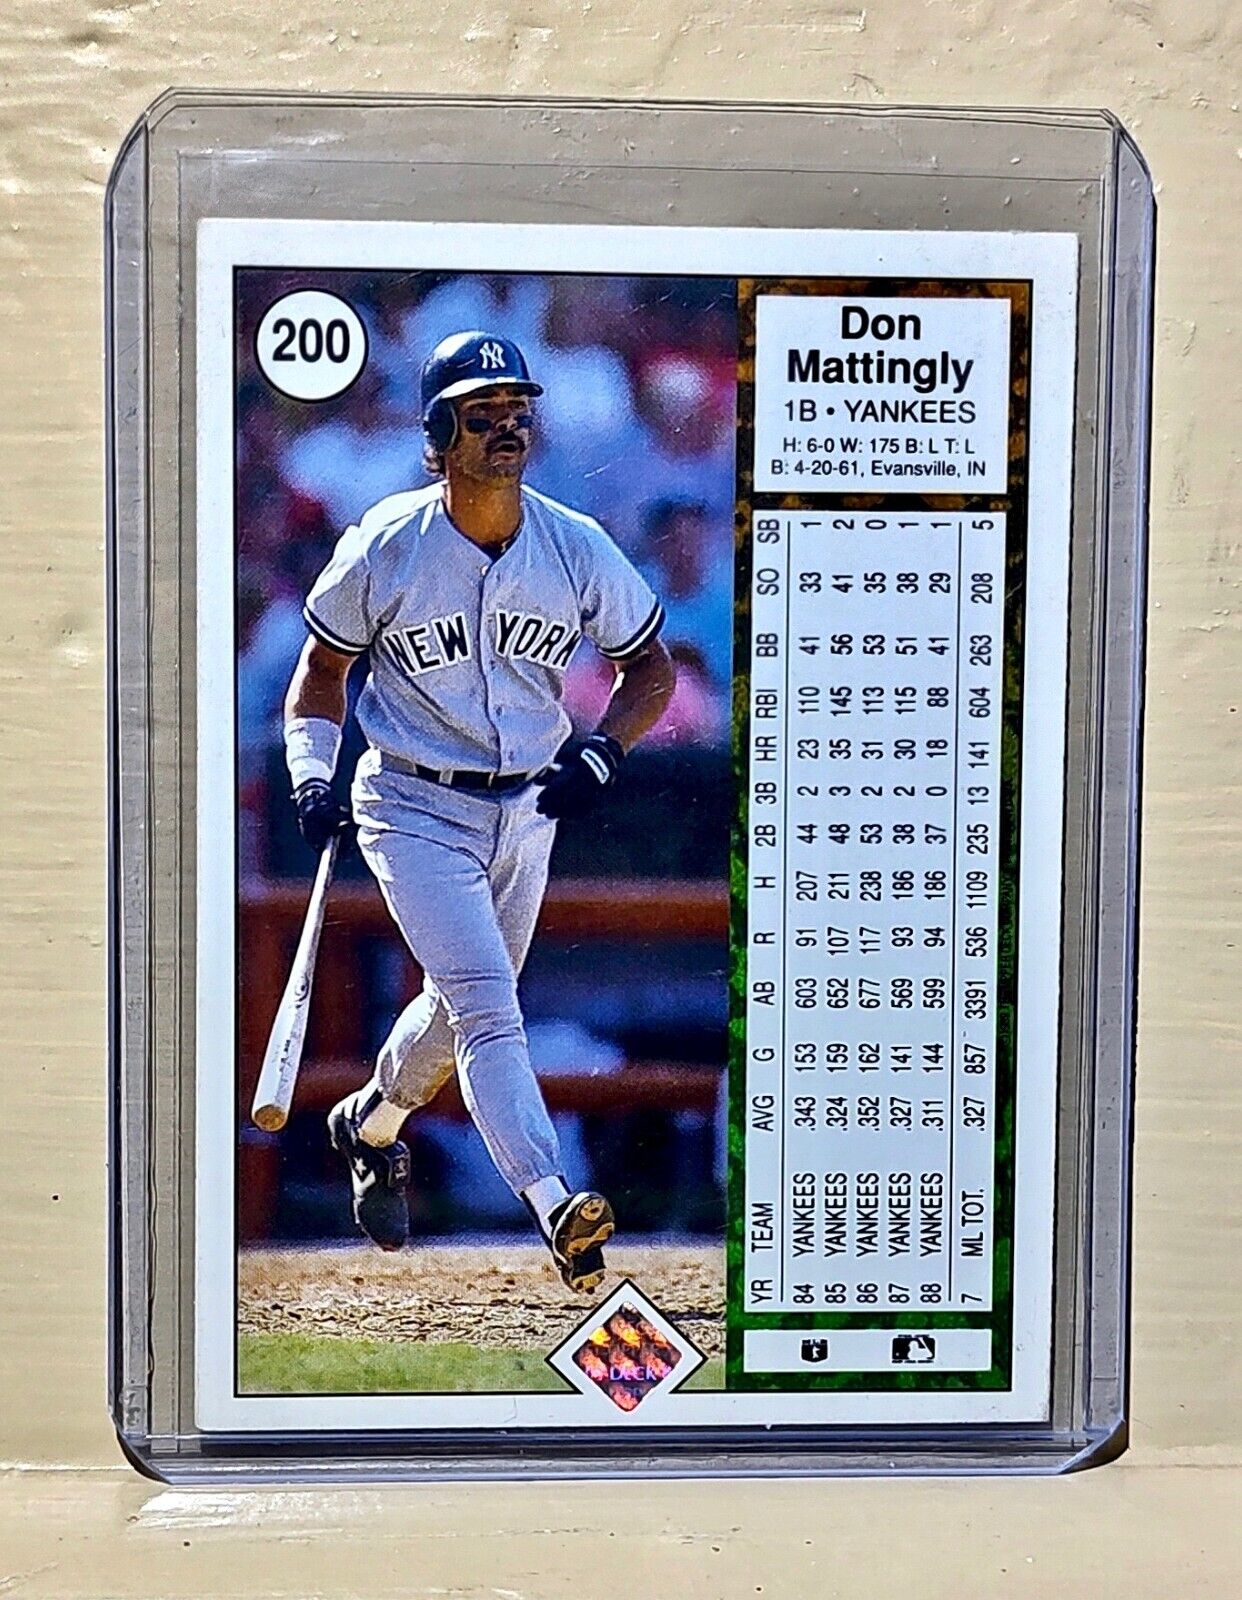 200
Don
Mattingly
1B • YANKEES
H: 6-0 W: 175 B: L T: L
B: 4-20-61, Evansville, IN
YR TEAM AVG G AB R H 2B 3B HR RBI BB SO SB
84 YANKEES .343 153 603 91 207 44 2 23 110 41 33 1
85 YANKEES .324 159 652 107 211 48 3 35 145 56 41 2
86 YANKEES .352 162 677 117 238 53 2 31 113 53 35 0
87 YANKEES .327 141 569 93 186 38 2 30 115 51 38 1
88 YANKEES .311 144 599 94 186 37 0 18 88 41 29 1
7 ML TOT. .327 857 3391 536 1109 235 13 141 604 263 208 5
NY
NEW YORK
DECK